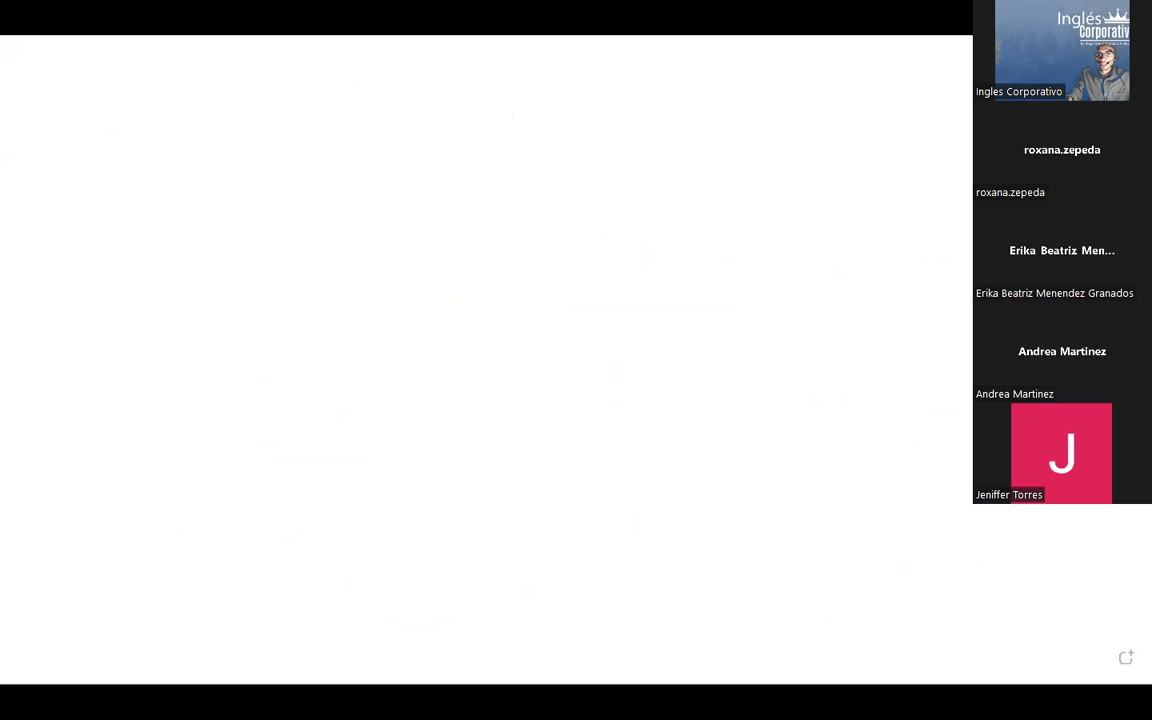 Inglés
Corporativ
Ingles Corporativo
roxana.zepeda
roxana.zepeda
Erika Beatriz Men...
Erika Beatriz Menendez Granados
Andrea Martinez
Andrea Martinez
J
Jeniffer Torres